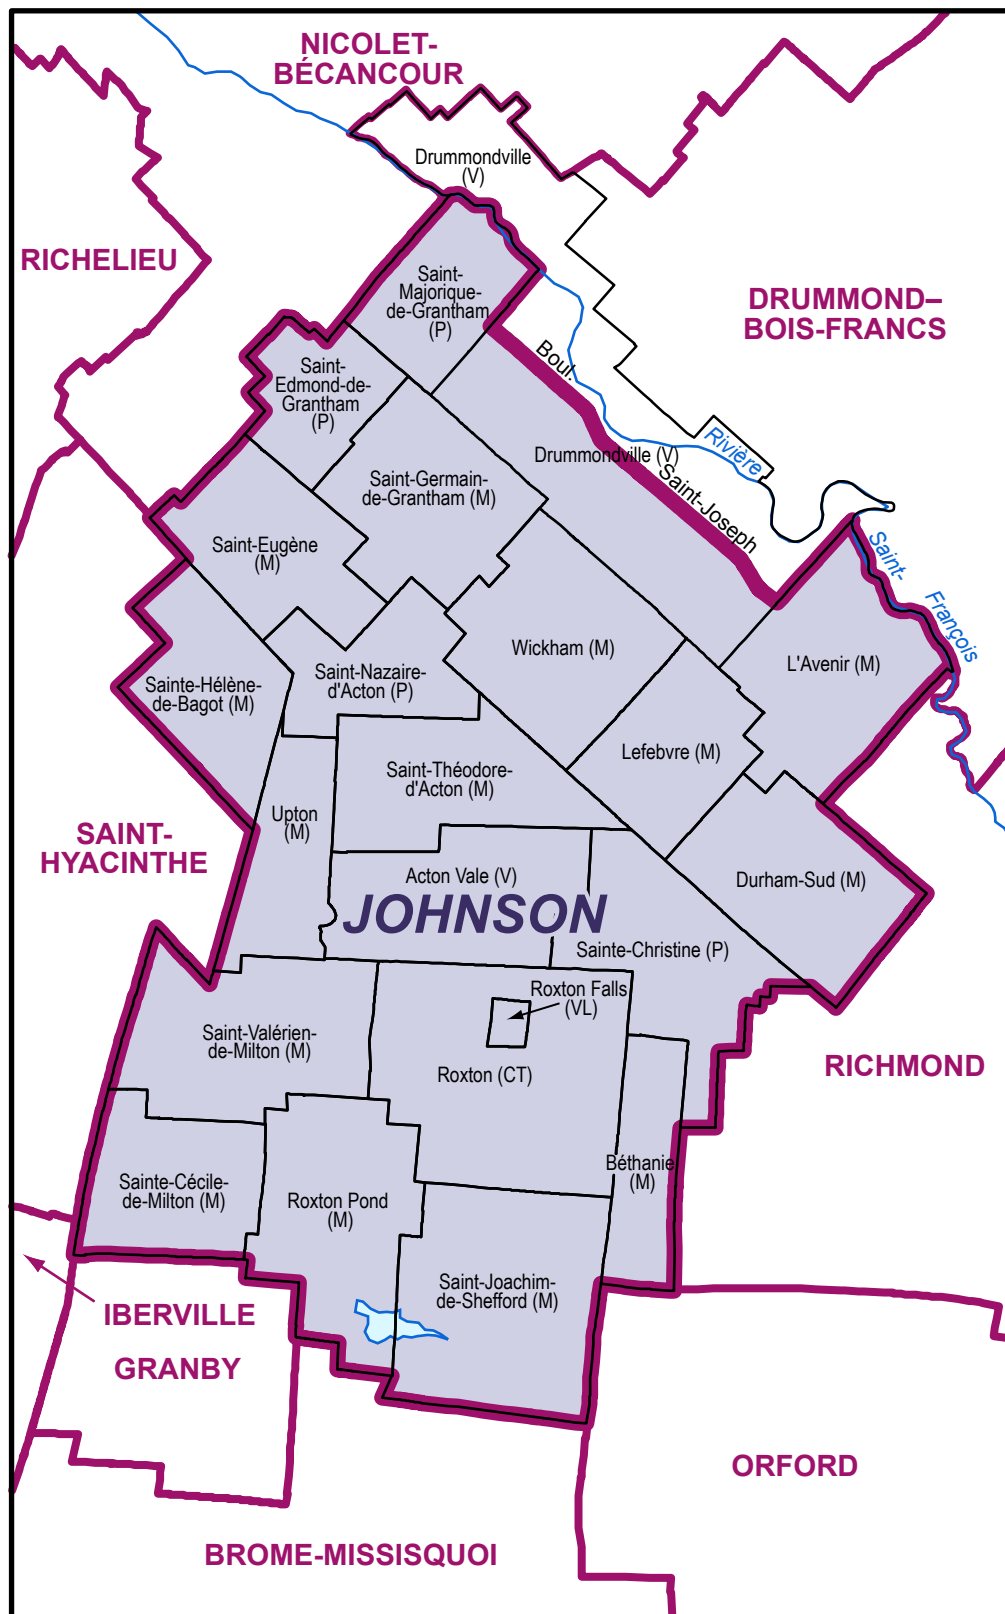 NICOLET-
BÉCANCOUR
Drummondville
(V)
RICHELIEU
Saint-
Majorique-
de-Grantham
(P)
DRUMMOND–
BOIS-FRANCS
Boul.
Saint-
Edmond-de-
Grantham
(P)
Rivière
Drummondville (V)
Saint-Joseph
Saint-Germain-
de-Grantham (M)
Saint-Eugène
(M)
Saint-
François
Wickham (M)
L'Avenir (M)
Saint-Nazaire-
d'Acton (P)
Sainte-Hélène-
de-Bagot (M)
Lefebvre (M)
Saint-Théodore-
d'Acton (M)
Upton
(M)
SAINT-
HYACINTHE
Acton Vale (V)
Durham-Sud (M)
JOHNSON
Sainte-Christine (P)
Roxton Falls
(VL)
Saint-Valérien-
de-Milton (M)
Roxton (CT)
RICHMOND
Béthanie
(M)
Sainte-Cécile-
de-Milton (M)
Roxton Pond
(M)
Saint-Joachim-
de-Shefford (M)
IBERVILLE
GRANBY
ORFORD
BROME-MISSISQUOI